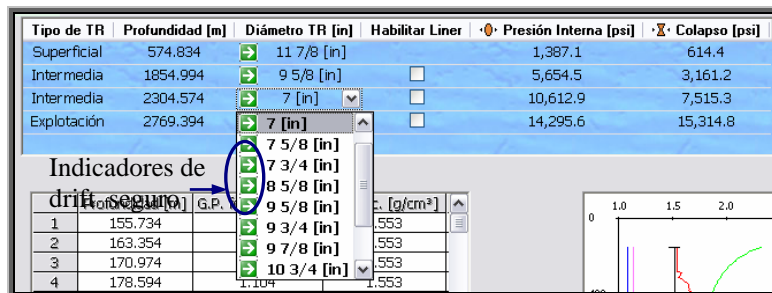 Tipo de TR Profundidad [m] Diámetro TR [in] Habilitar Liner Presión Interna [psi] Colapso [psi]
Superficial 574.834 11 7/8 [in] 1,387.1 614.4
Intermedia 1854.994 9 5/8 [in] 5,654.5 3,161.2
Intermedia 2304.574 7 [in] 10,612.9 7,515.3
Explotación 2769.394 14,295.6 15,314.8
7 [in]
7 5/8 [in]
7 3/4 [in]
8 5/8 [in]
9 5/8 [in]
9 3/4 [in]
9 7/8 [in]
10 3/4 [in]
Indicadores de
drift seguro
Profundidad [m] G.P. c. [g/cm³]
1 155.734 .553
2 163.354 .553
3 170.974 .553
4 178.594 1.104 1.553
1.0 1.5 2.0
0
400